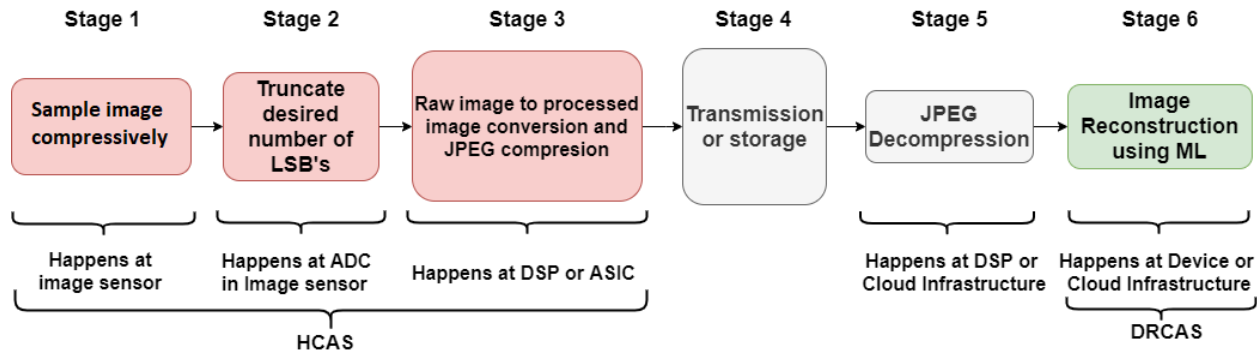 Stage 1
Stage 2
Stage 3
Stage 4
Stage 5
Stage 6
Sample image
compressively
Truncate
desired
number of
LSB's
Raw image to processed
image conversion and
JPEG compresion
Transmission
or storage
JPEG
Decompression
Image
Reconstruction
using ML
Happens at
image sensor
Happens at ADC
in Image sensor
Happens at DSP or ASIC
Happens at DSP or
Cloud Infrastructure
Happens at Device or
Cloud Infrastructure
HCAS
DRCAS